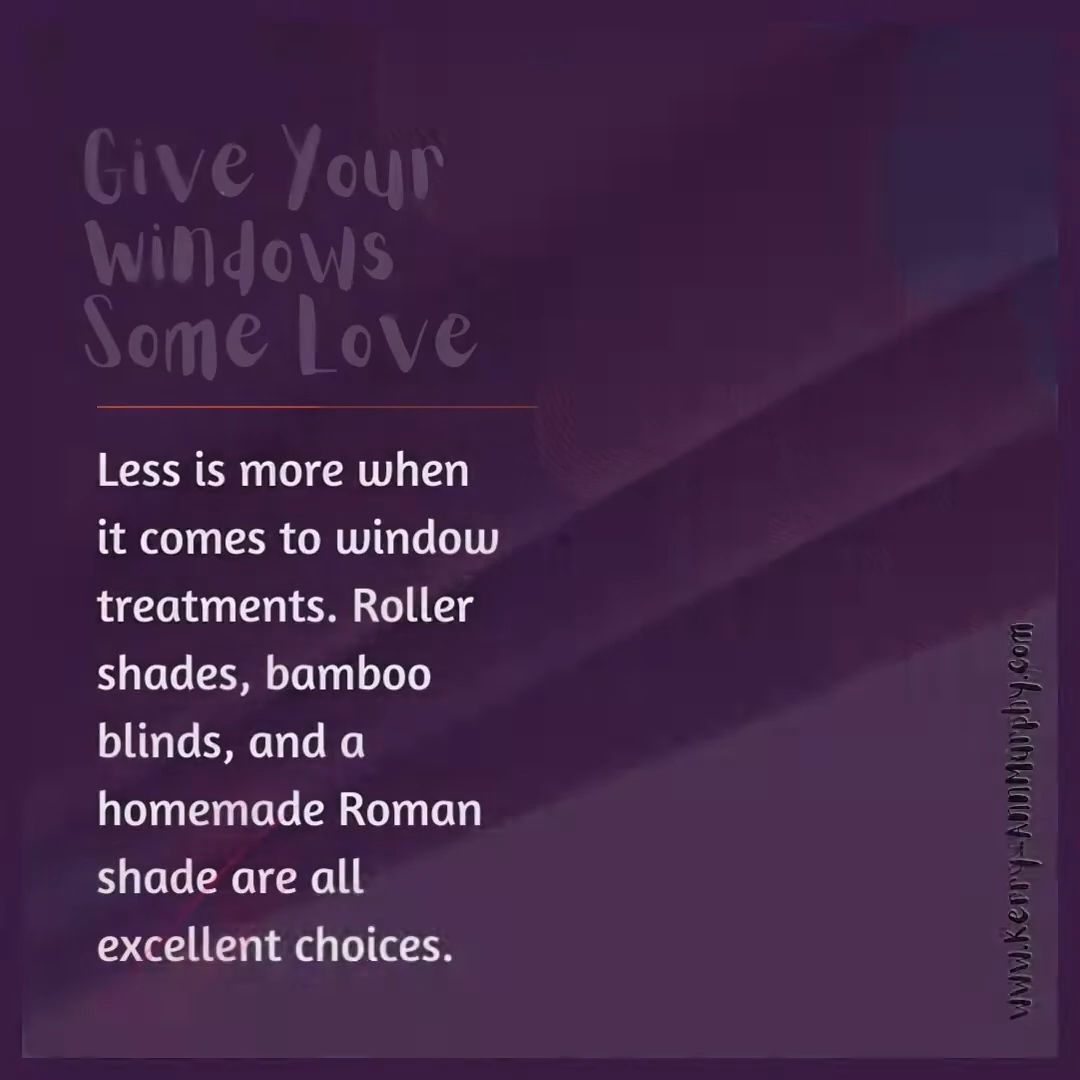 Give Your
Windows
Some Love
Less is more when
it comes to window
treatments. Roller
shades, bamboo
blinds, and a
homemade Roman
shade are all
excellent choices.
www.Kerry-AnnMurphy.com